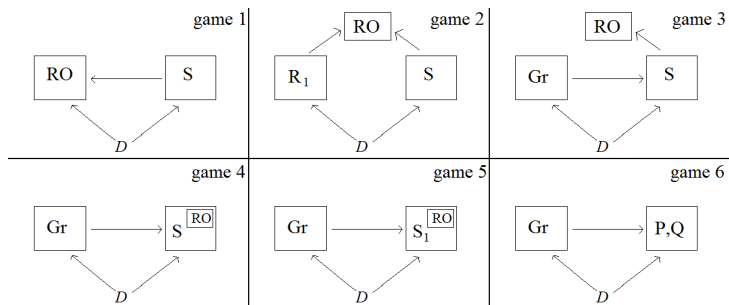 game 1
RO
S
D
game 2
RO
R1
S
D
game 3
RO
Gr
S
D
game 4
Gr
S RO
D
game 5
Gr
S1 RO
D
game 6
Gr
P,Q
D